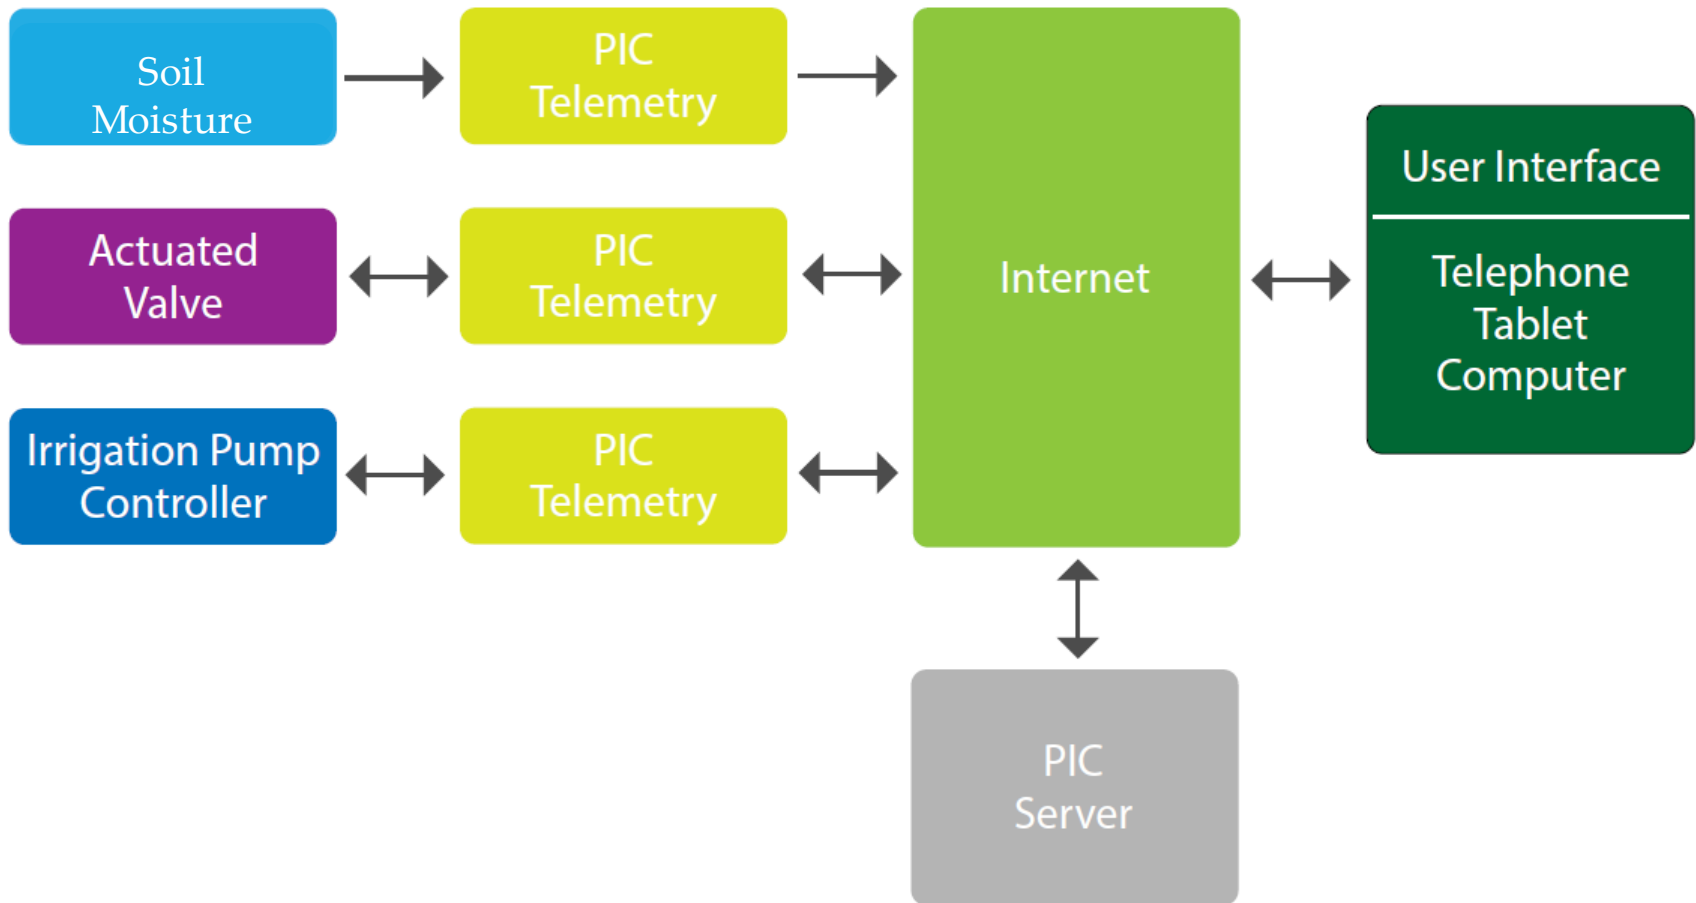 Soil
Moisture
PIC
Telemetry
Actuated
Valve
PIC
Telemetry
Irrigation Pump
Controller
PIC
Telemetry
Internet
User Interface
Telephone
Tablet
Computer
PIC
Server